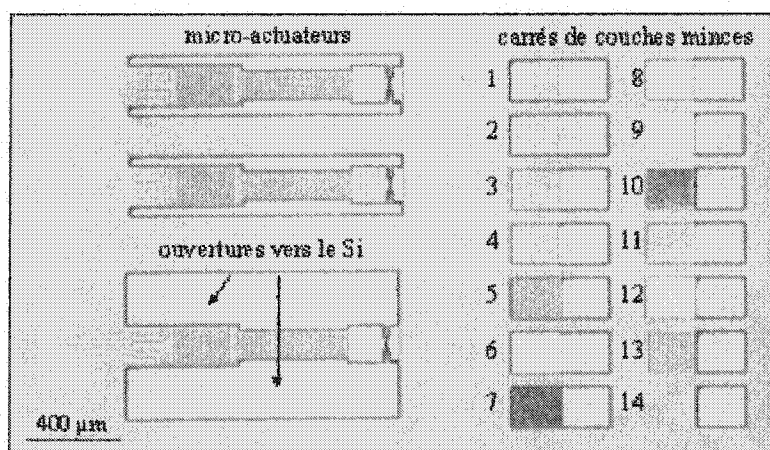 micro-actuateurs
carrés de couches minces
1 8
2 9
3 10
4 11
ouvertures vers le Si
5 12
6 13
7 14
400 µm